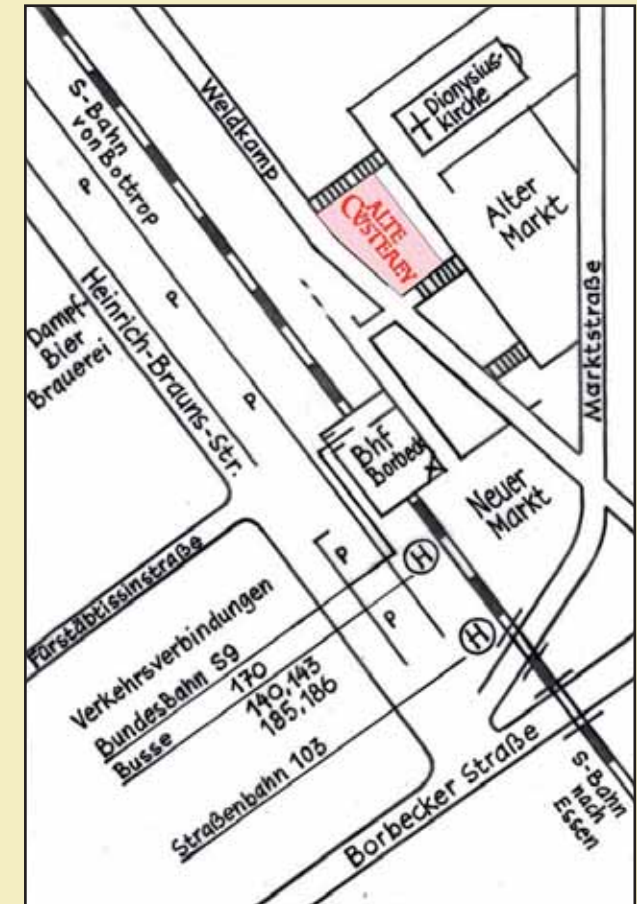 S-Bahn
von Bottrop
Weidkamp
Dionysius-
kirche
Alter
Markt
ALTE
CÜSTEREY
Marktstraße
P
P
P
Heinrich-Brauns-Str.
Dampf-
Bier
Brauerei
Bhf
Borbeck
Neuer
Markt
Fürstäbtissinstraße
P
H
P
H
Verkehrsverbindungen
BundesBahn S9
Busse 170
140,143
185,186
Straßenbahn 103
Borbecker Straße
S-Bahn
nach
Essen